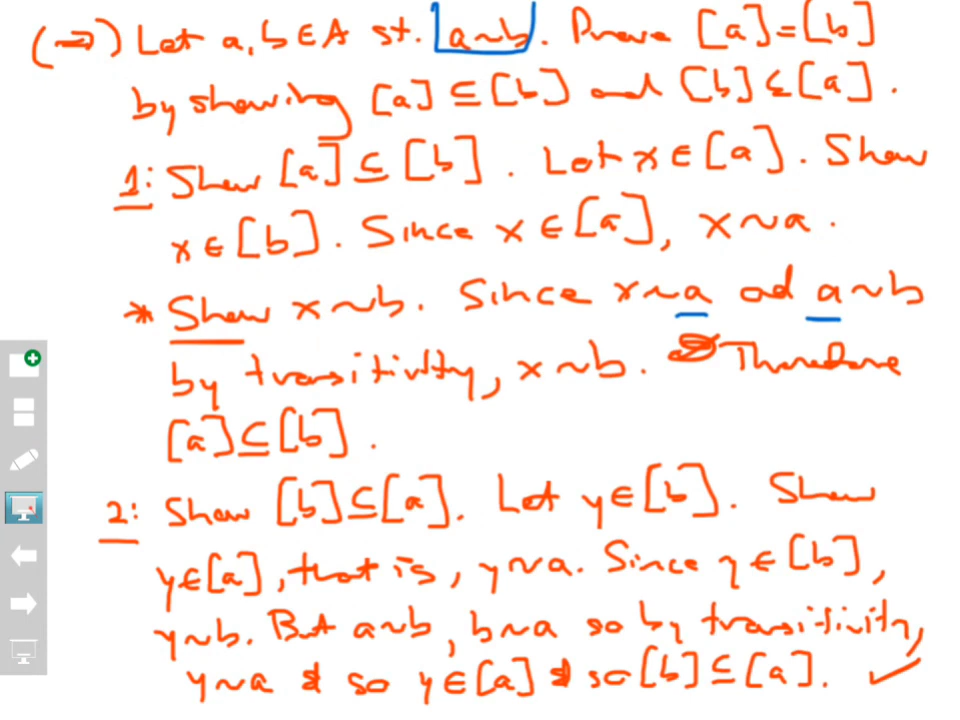 (⇒) Let a,b∈A st. a~b. Prove [a]=[b]
by showing [a]⊆[b] and [b]⊆[a].
1: Show [a]⊆[b]. Let x∈[a]. Show
x∈[b]. Since x∈[a], x~a.
* Show x~b. Since x~a ad a~b
by transitivity, x~b. Therefore
[a]⊆[b].
2: Show [b]⊆[a]. Let y∈[b]. Show
y∈[a], that is, y~a. Since y∈[b],
y~b. But a~b, b~a so by transitivity,
y~a so y∈[a] so [b]⊆[a]. ✓